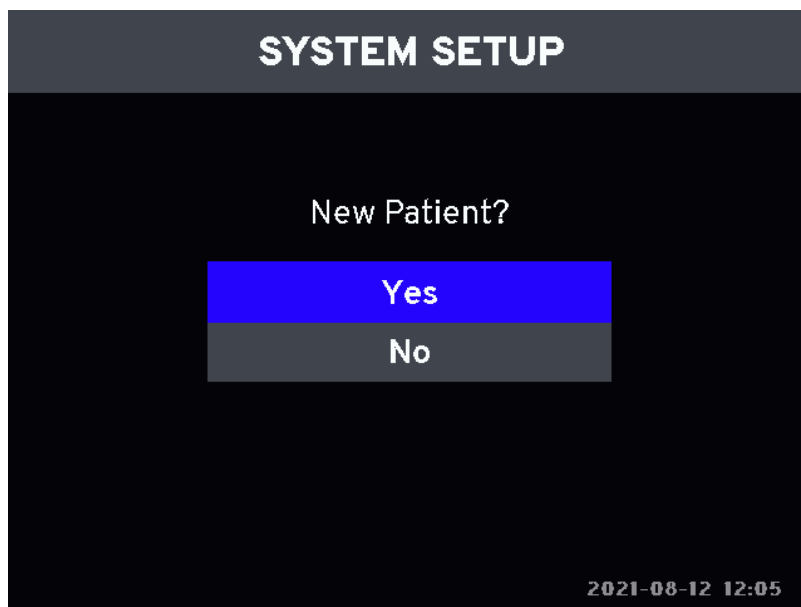 SYSTEM SETUP
New Patient?
Yes
No
2021-08-12 12:05